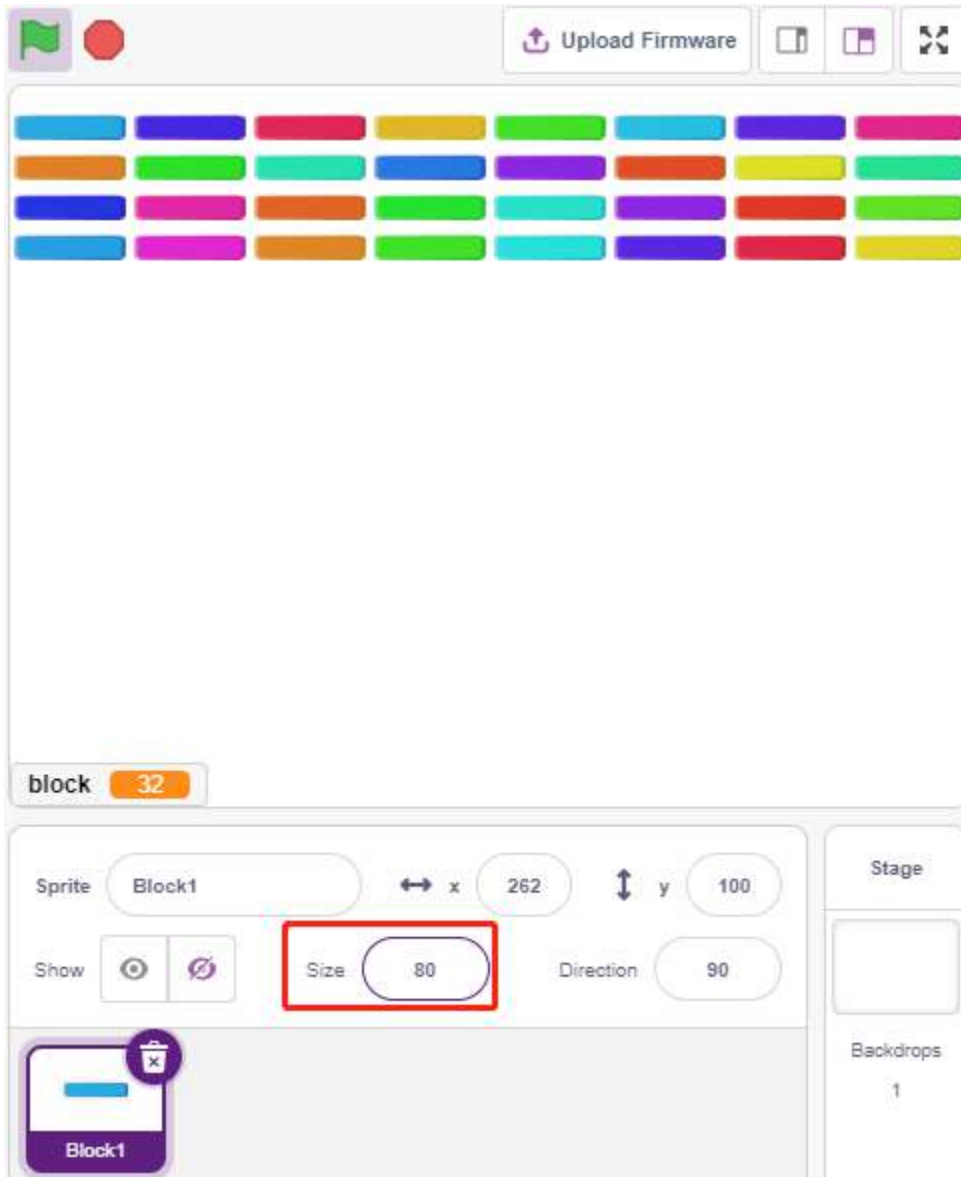 Upload Firmware
block 32
Sprite Block1 x 262 y 100
Stage
Show Size 80 Direction 90
Backdrops
1
Block1